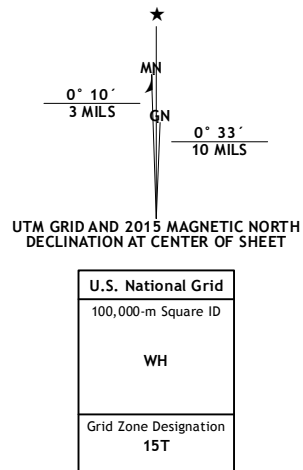 ★
MN
0° 10´
3 MILS
GN
0° 33´
10 MILS
UTM GRID AND 2015 MAGNETIC NORTH
DECLINATION AT CENTER OF SHEET
U.S. National Grid
100,000-m Square ID
WH
Grid Zone Designation
15T